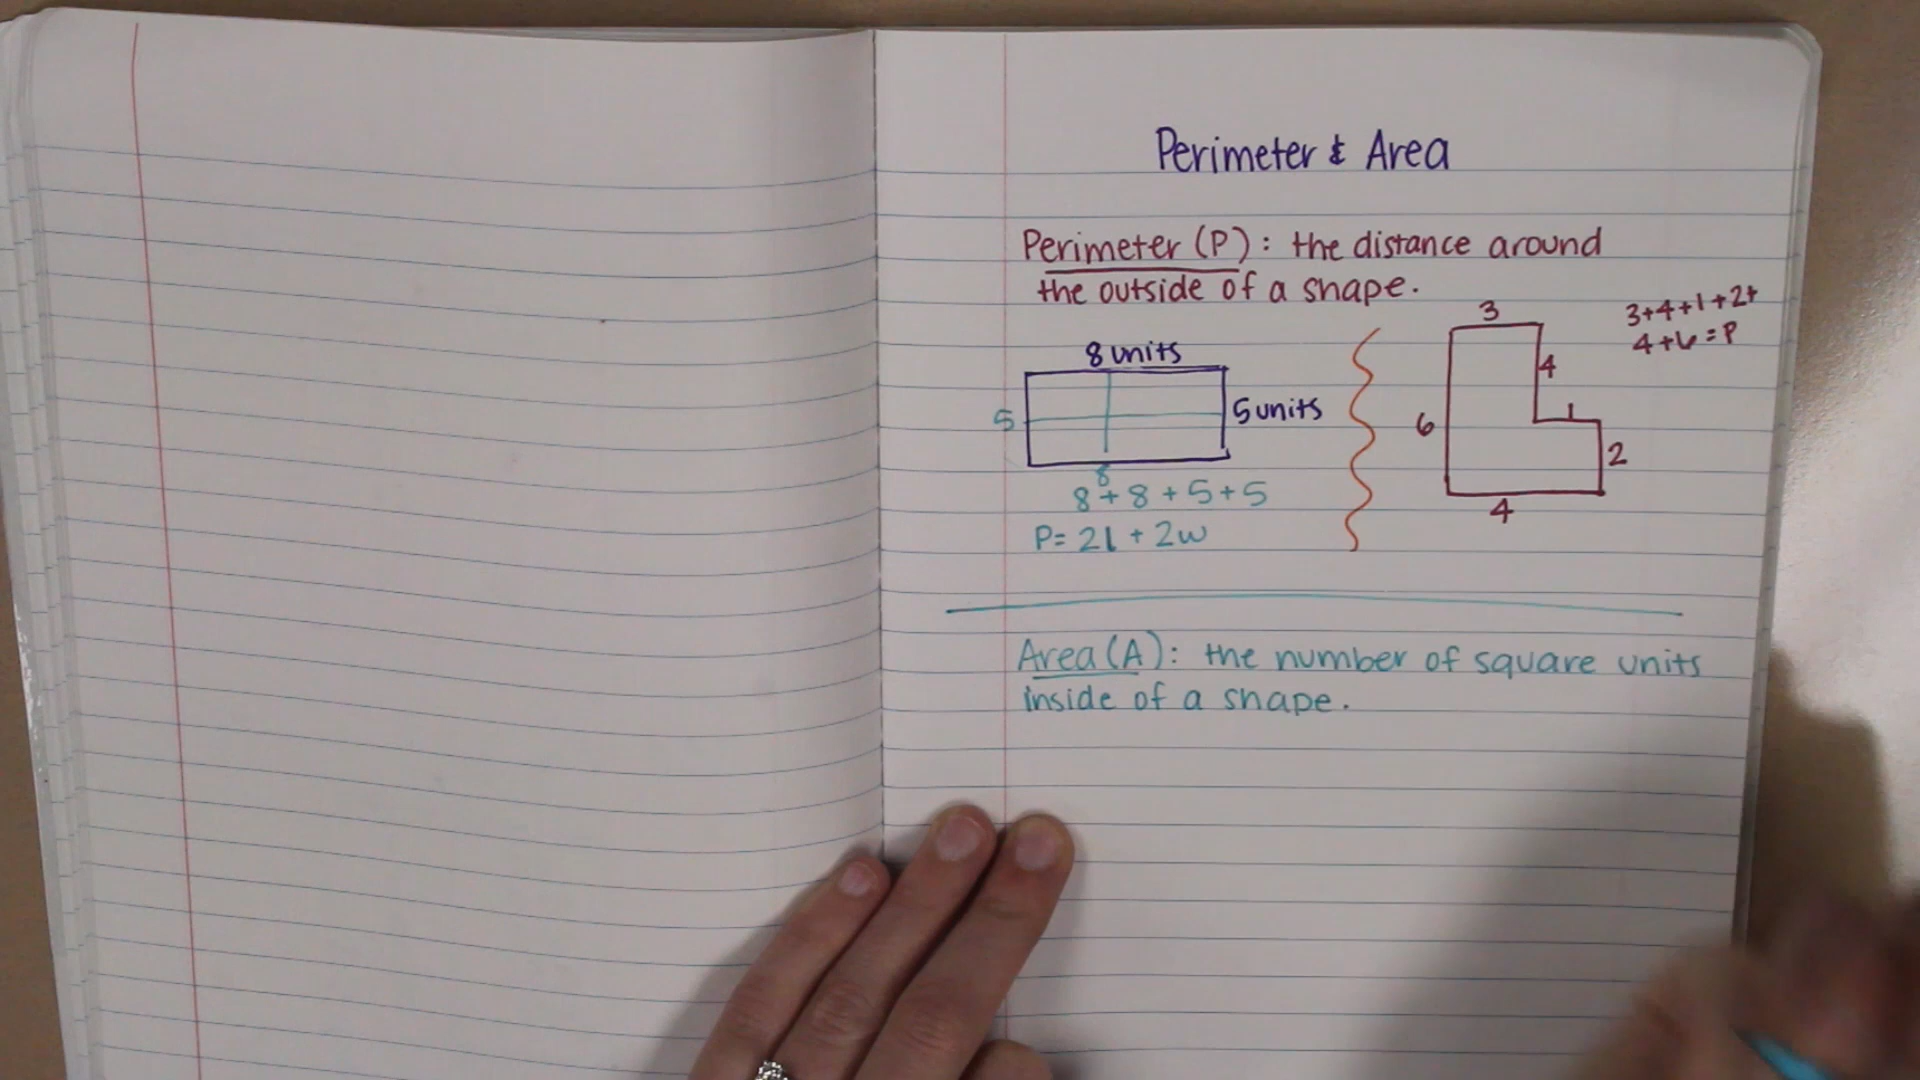 Perimeter & Area
Perimeter (P): the distance around
the outside of a shape.
8 units
5
5 units
8
8 + 8 + 5 + 5
P= 2l + 2w
3
3+4+1+2+
4+6=P
4
1
6
2
4
Area (A): the number of square units
inside of a shape.